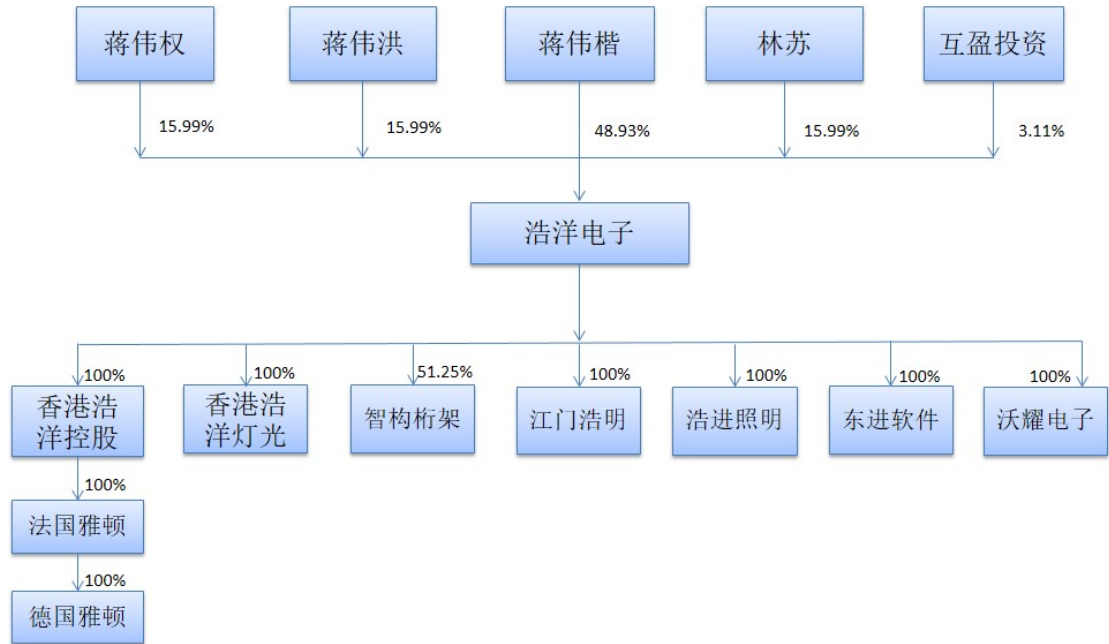 蒋伟权
蒋伟洪
蒋伟楷
林苏
互盈投资
15.99%
15.99%
48.93%
15.99%
3.11%
浩洋电子
100%
100%
51.25%
100%
100%
100%
100%
香港浩
洋控股
香港浩
洋灯光
智构桁架
江门浩明
浩进照明
东进软件
沃耀电子
100%
法国雅顿
100%
德国雅顿